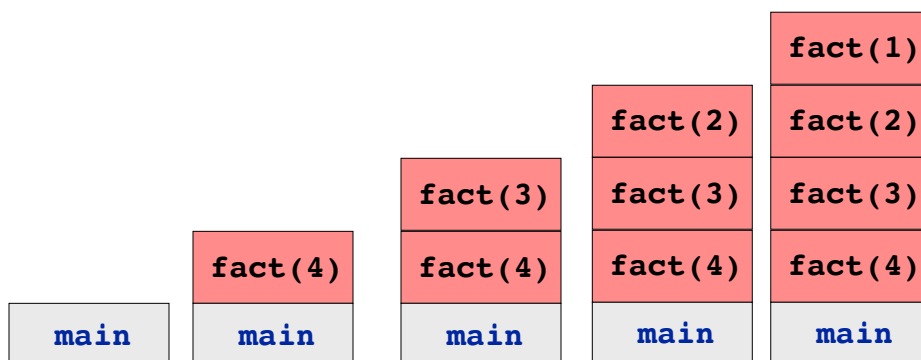 fact(1)
fact(2) fact(2)
fact(3) fact(3) fact(3)
fact(4) fact(4) fact(4) fact(4)
main main main main main